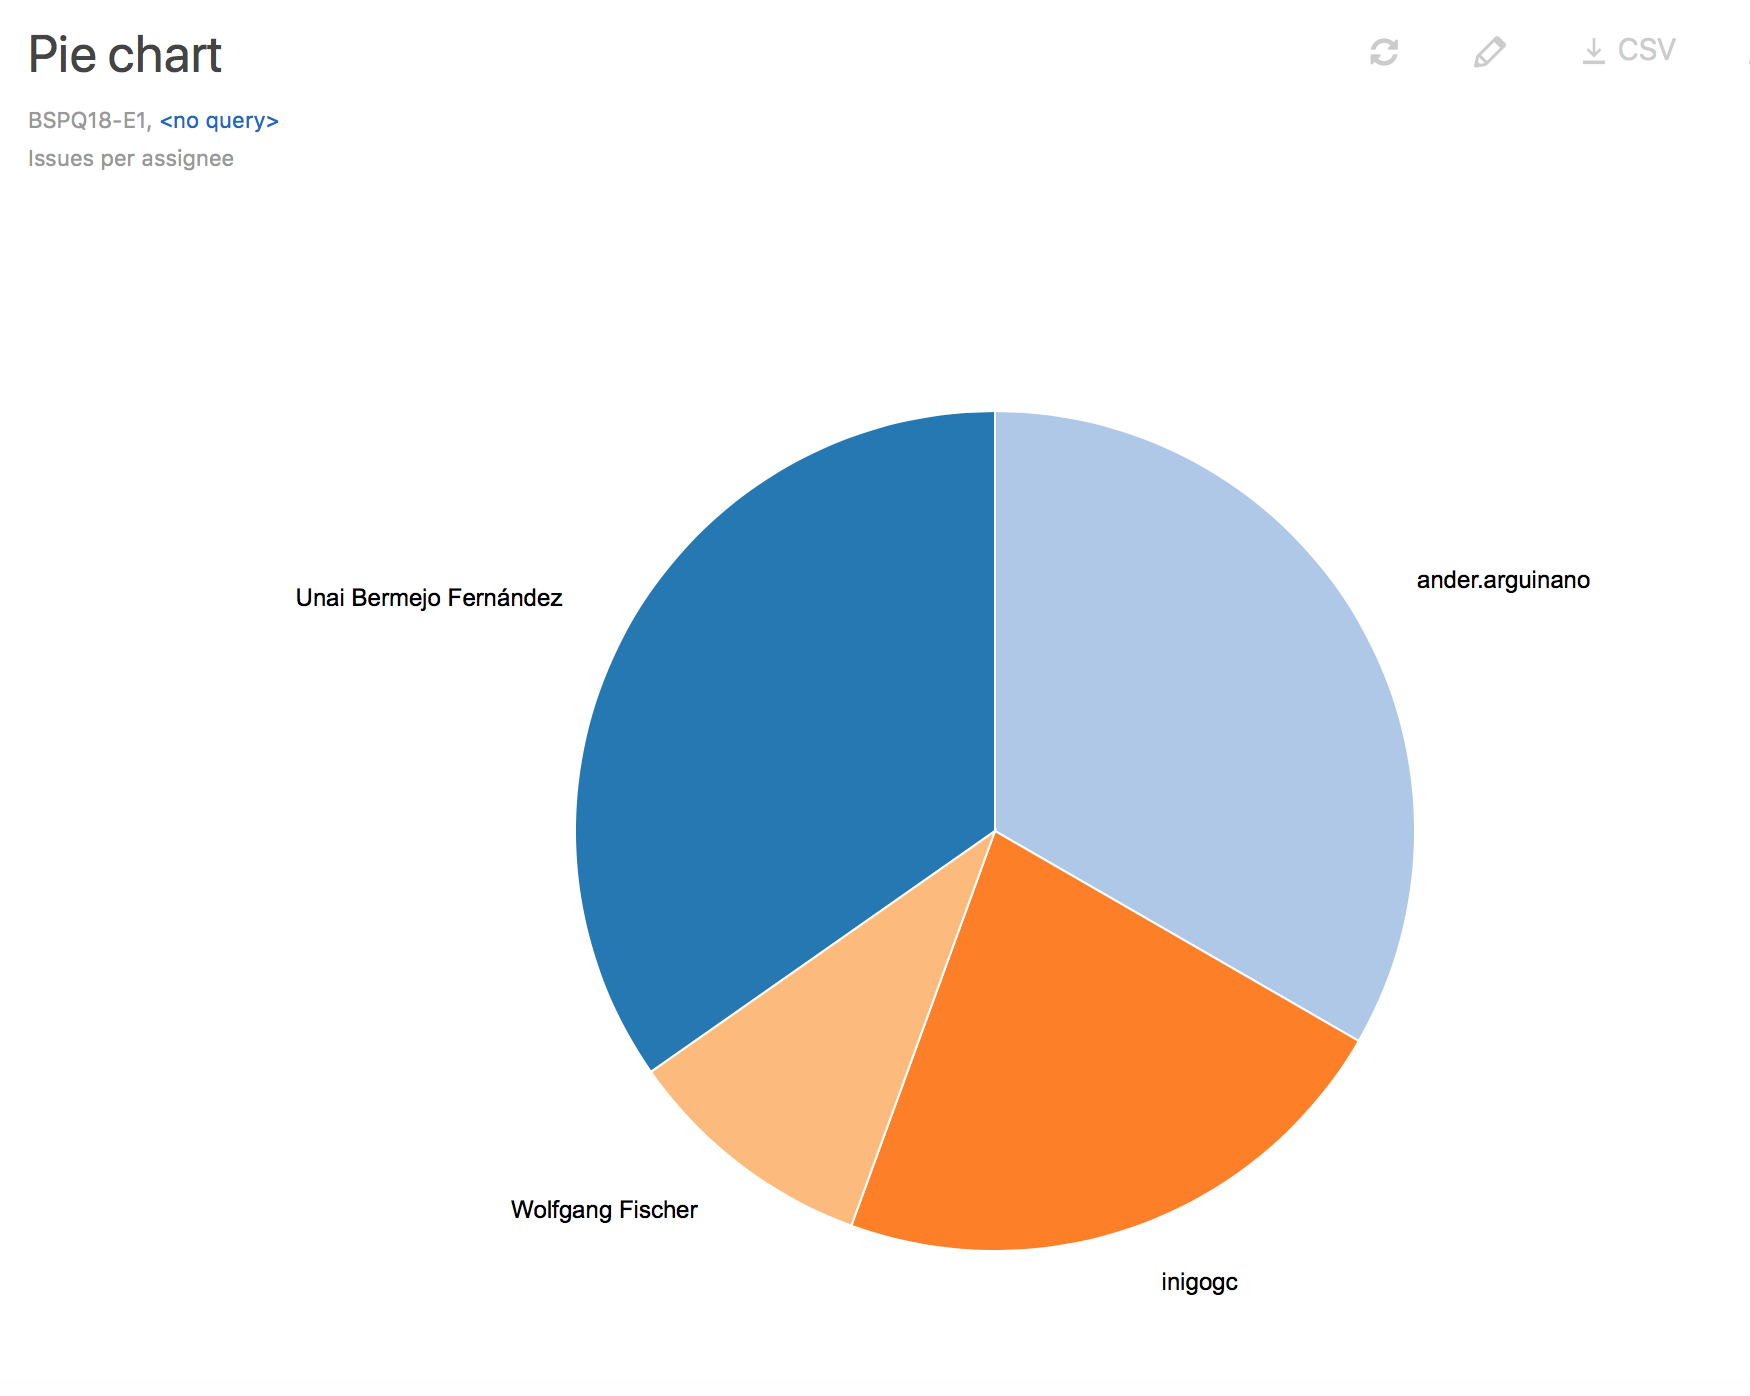 Pie chart
CSV
BSPQ18-E1, <no query>
Issues per assignee
ander.arguinano
Unai Bermejo Fernández
Wolfgang Fischer
inigogc